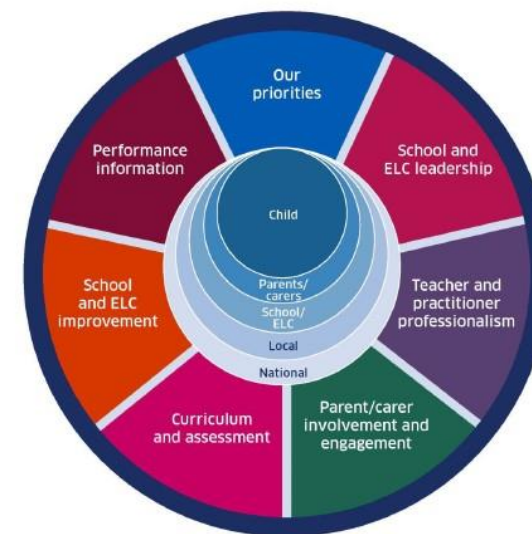 Our
priorities
School and
ELC leadership
Teacher and
practitioner
professionalism
Parent/carer
involvement and
engagement
Curriculum
and assessment
School
and ELC
improvement
Performance
information
Child
Parents/
carers
School/
ELC
Local
National